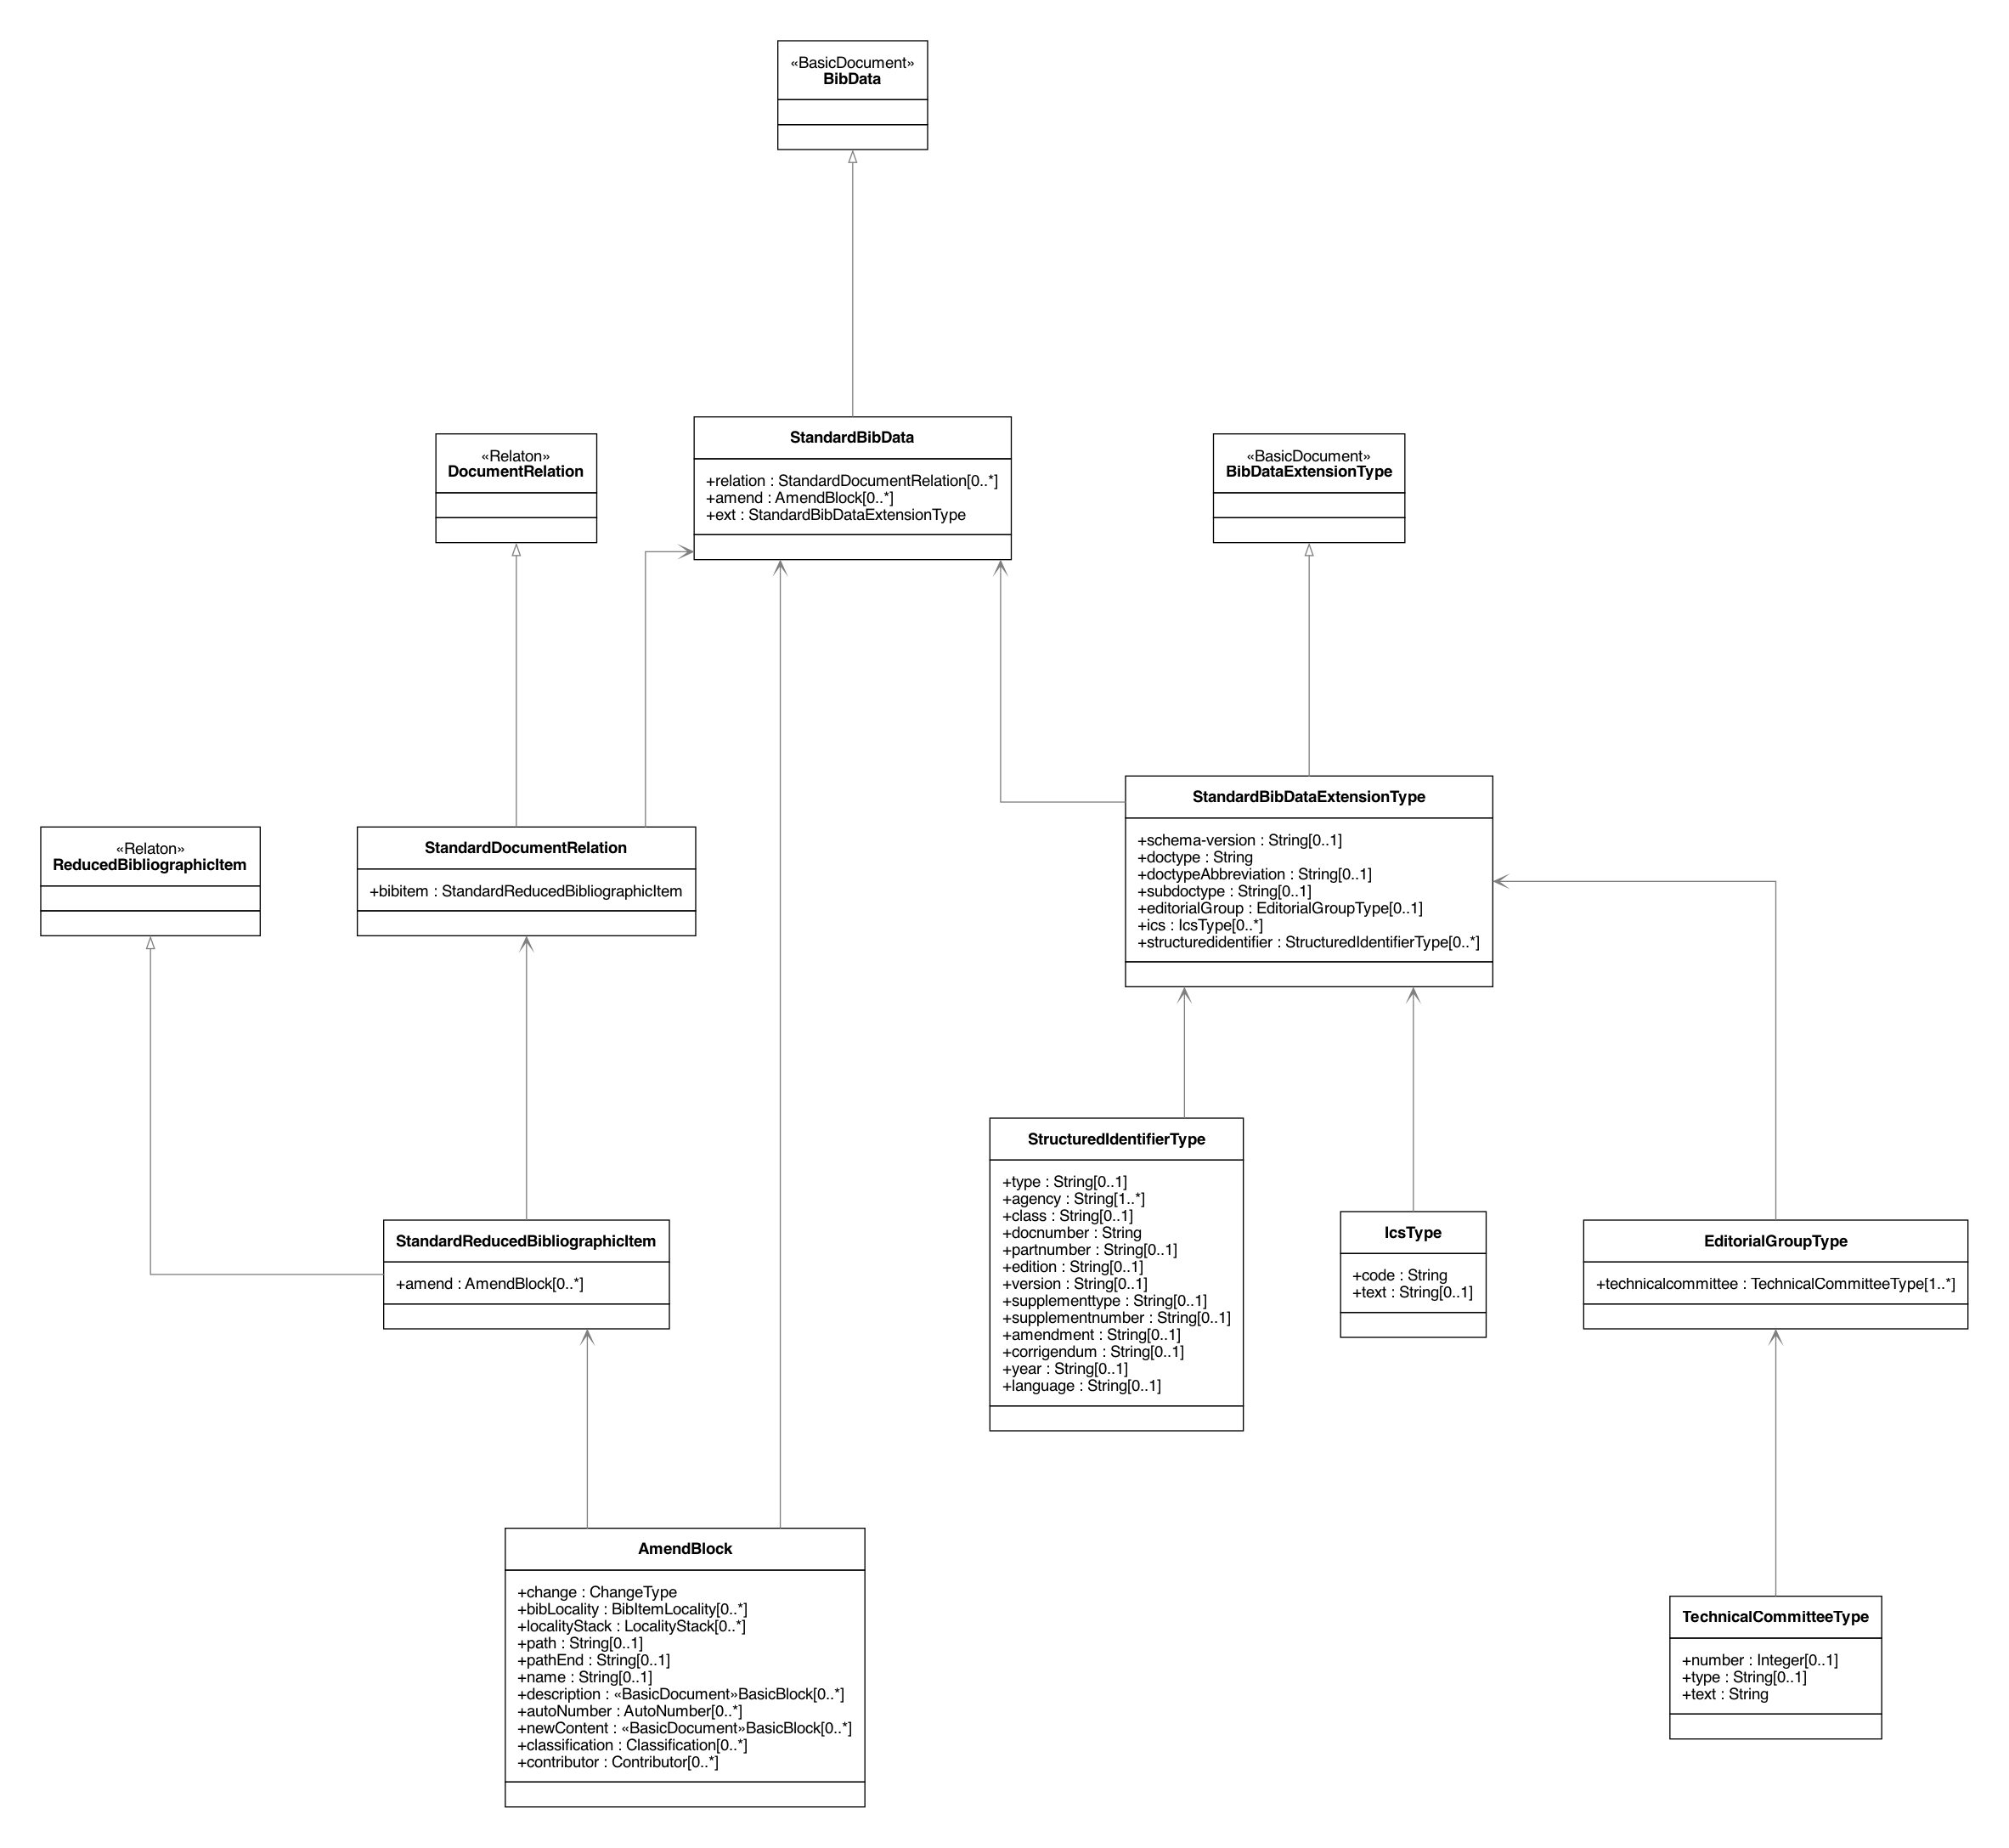 «BasicDocument»
BibData
«Relaton»
DocumentRelation
StandardBibData
+relation : StandardDocumentRelation[0..*]
+amend : AmendBlock[0..*]
+ext : StandardBibDataExtensionType
«BasicDocument»
BibDataExtensionType
«Relaton»
ReducedBibliographicItem
StandardDocumentRelation
+bibitem : StandardReducedBibliographicItem
StandardBibDataExtensionType
+schema-version : String[0..1]
+doctype : String
+doctypeAbbreviation : String[0..1]
+subdoctype : String[0..1]
+editorialGroup : EditorialGroupType[0..1]
+ics : IcsType[0..*]
+structuredidentifier : StructuredIdentifierType[0..*]
StandardReducedBibliographicItem
+amend : AmendBlock[0..*]
StructuredIdentifierType
+type : String[0..1]
+agency : String[1..*]
+class : String[0..1]
+docnumber : String
+partnumber : String[0..1]
+edition : String[0..1]
+version : String[0..1]
+supplementtype : String[0..1]
+supplementnumber : String[0..1]
+amendment : String[0..1]
+corrigendum : String[0..1]
+year : String[0..1]
+language : String[0..1]
IcsType
+code : String
+text : String[0..1]
EditorialGroupType
+technicalcommittee : TechnicalCommitteeType[1..*]
AmendBlock
+change : ChangeType
+bibLocality : BibItemLocality[0..*]
+localityStack : LocalityStack[0..*]
+path : String[0..1]
+pathEnd : String[0..1]
+name : String[0..1]
+description : «BasicDocument»BasicBlock[0..*]
+autoNumber : AutoNumber[0..*]
+newContent : «BasicDocument»BasicBlock[0..*]
+classification : Classification[0..*]
+contributor : Contributor[0..*]
TechnicalCommitteeType
+number : Integer[0..1]
+type : String[0..1]
+text : String